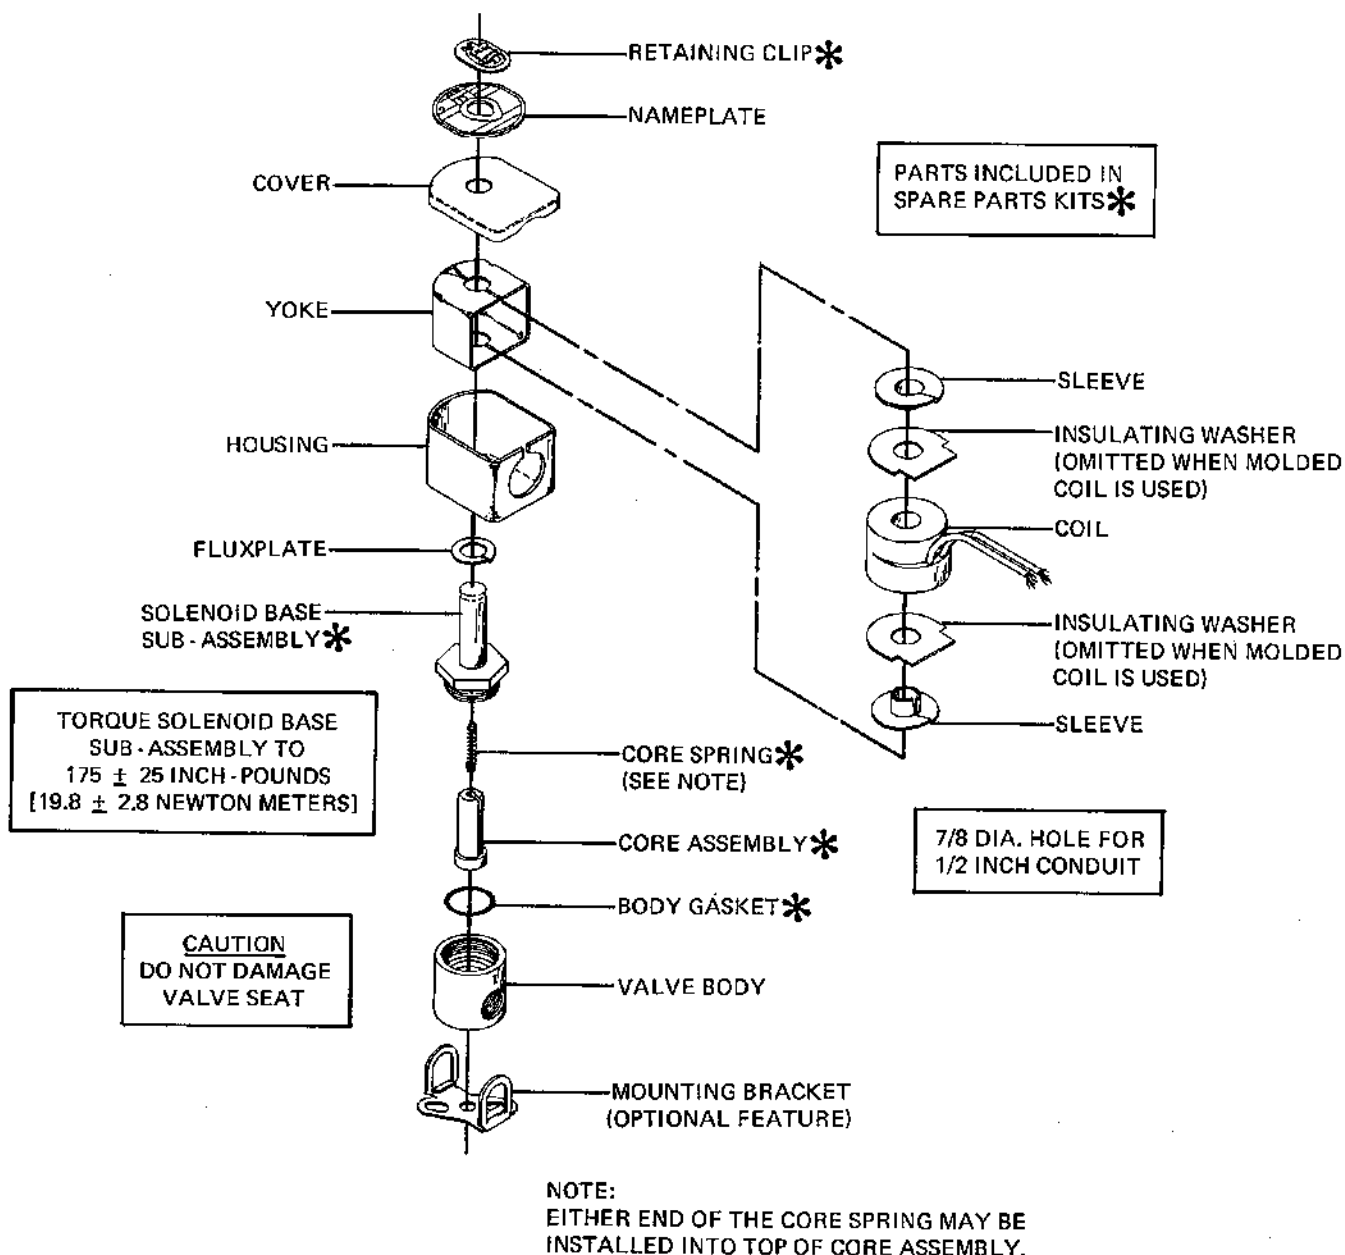 RETAINING CLIP*
NAMEPLATE
COVER
PARTS INCLUDED IN
SPARE PARTS KITS*
YOKE
SLEEVE
HOUSING
INSULATING WASHER
(OMITTED WHEN MOLDED
COIL IS USED)
COIL
FLUXPLATE
SOLENOID BASE
SUB-ASSEMBLY*
INSULATING WASHER
(OMITTED WHEN MOLDED
COIL IS USED)
SLEEVE
TORQUE SOLENOID BASE
SUB-ASSEMBLY TO
175 ± 25 INCH-POUNDS
[19.8 ± 2.8 NEWTON METERS]
CORE SPRING*
(SEE NOTE)
CORE ASSEMBLY*
7/8 DIA. HOLE FOR
1/2 INCH CONDUIT
BODY GASKET*
CAUTION
DO NOT DAMAGE
VALVE SEAT
VALVE BODY
MOUNTING BRACKET
(OPTIONAL FEATURE)
NOTE:
EITHER END OF THE CORE SPRING MAY BE
INSTALLED INTO TOP OF CORE ASSEMBLY.